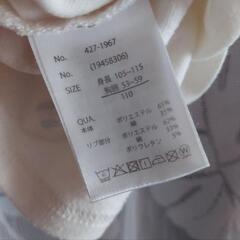 No. 427-1967
No. (19458306)
SIZE 身長 105~115
胸囲 53~59
110
QUA.
本体 ポリエステル
綿
リブ部分 ポリエステル
綿
ポリウレタン 5%